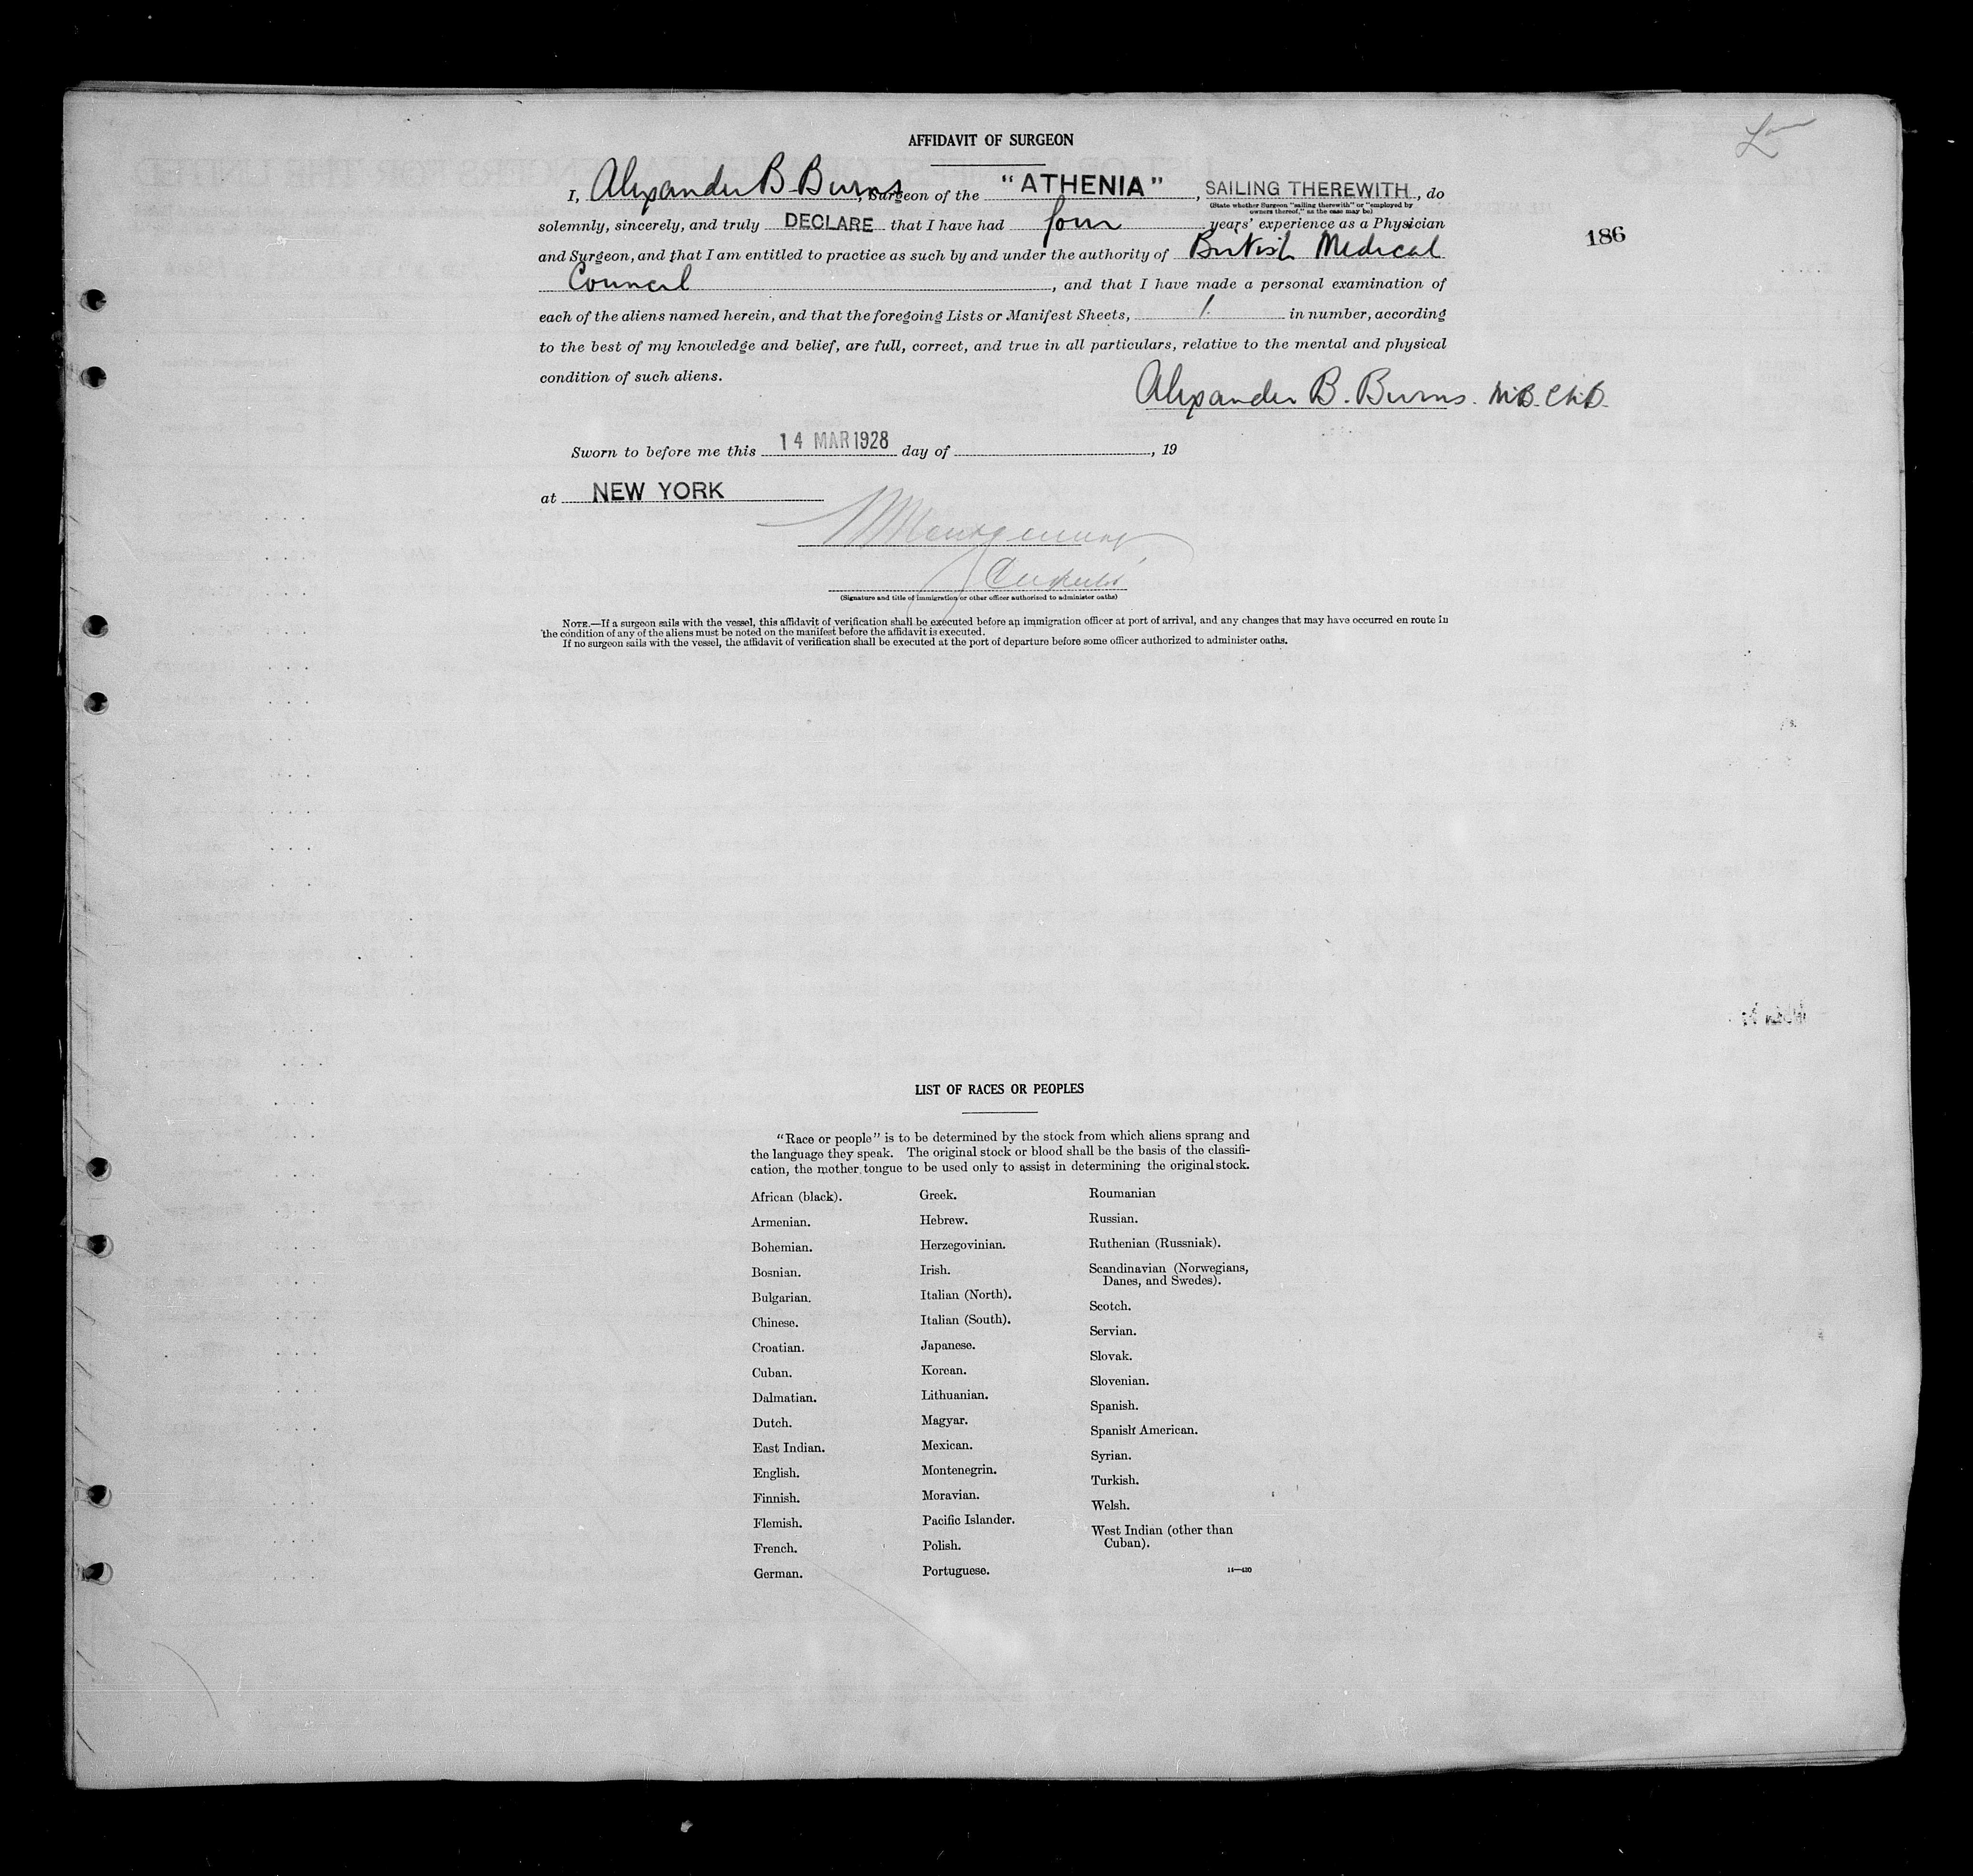 AFFIDAVIT OF SURGEON
I, Alexander B Burns, Surgeon of the "ATHENIA", SAILING THEREWITH, do
(State whether Surgeon "sailing therewith" or "employed by
owners thereof," as the case may be)
solemnly, sincerely, and truly DECLARE that I have had four years' experience as a Physician
186
and Surgeon, and that I am entitled to practice as such by and under the authority of British Medical
Council, and that I have made a personal examination of
each of the aliens named herein, and that the foregoing Lists or Manifest Sheets, 1. in number, according
to the best of my knowledge and belief, are full, correct, and true in all particulars, relative to the mental and physical
condition of such aliens.
Alexander B. Burns. M.B. Ch.B.
Sworn to before me this 14 MAR 1928 day of , 19
at NEW YORK
Montgomery
(Signature and title of immigration or other officer authorized to administer oaths)
NOTE.—If a surgeon sails with the vessel, this affidavit of verification shall be executed before an immigration officer at port of arrival, and any changes that may have occurred en route in
the condition of any of the aliens must be noted on the manifest before the affidavit is executed.
If no surgeon sails with the vessel, the affidavit of verification shall be executed at the port of departure before some officer authorized to administer oaths.
LIST OF RACES OR PEOPLES
"Race or people" is to be determined by the stock from which aliens sprang and
the language they speak. The original stock or blood shall be the basis of the classifi-
cation, the mother tongue to be used only to assist in determining the original stock.
African (black).
Armenian.
Bohemian.
Bosnian.
Bulgarian.
Chinese.
Croatian.
Cuban.
Dalmatian.
Dutch.
East Indian.
English.
Finnish.
Flemish.
French.
German.
Greek.
Hebrew.
Herzegovinian.
Irish.
Italian (North).
Italian (South).
Japanese.
Korean.
Lithuanian.
Magyar.
Mexican.
Montenegrin.
Moravian.
Pacific Islander.
Polish.
Portuguese.
Roumanian
Russian.
Ruthenian (Russniak).
Scandinavian (Norwegians,
Danes, and Swedes).
Scotch.
Servian.
Slovak.
Slovenian.
Spanish.
Spanish American.
Syrian.
Turkish.
Welsh.
West Indian (other than
Cuban).
14—430